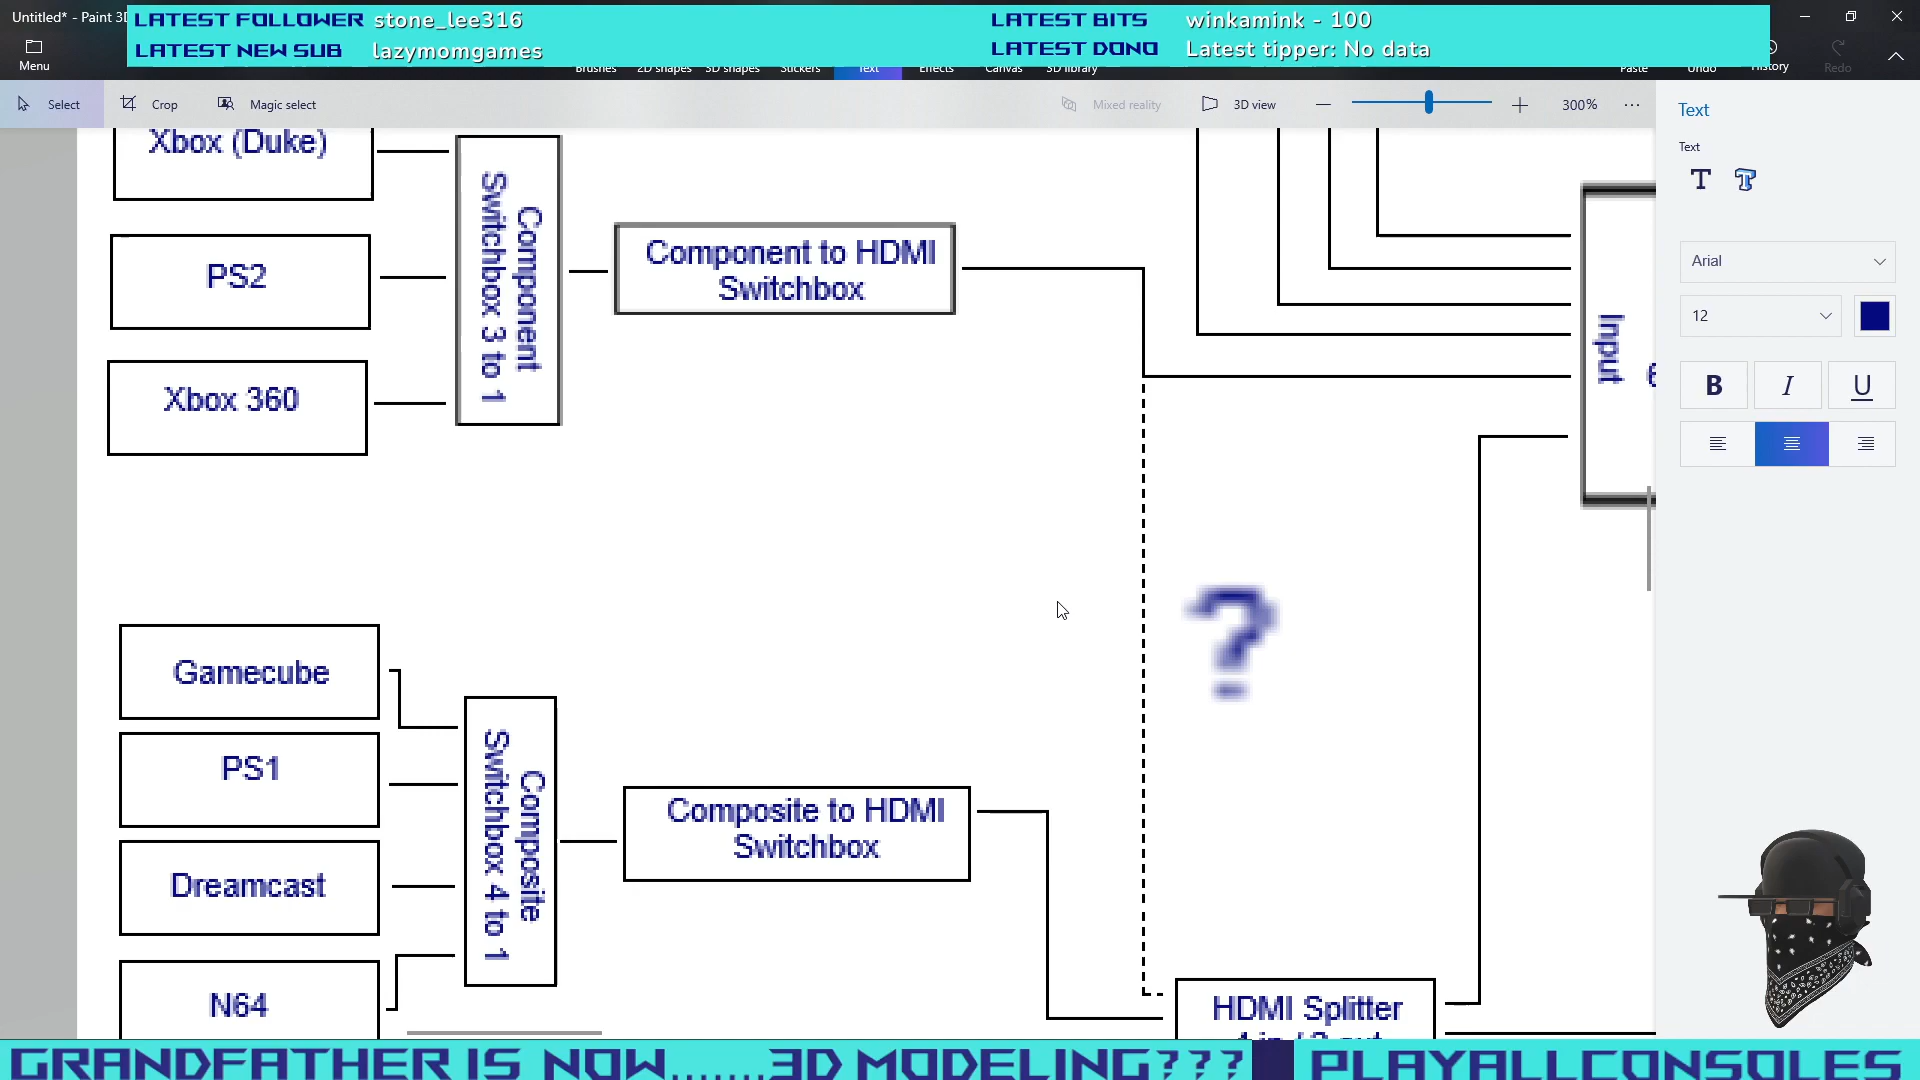 Untitled* - Paint 3D
LATEST FOLLOWER stone_lee316
LATEST NEW SUB lazymomgames
LATEST BITS winkamink - 100
LATEST DONO Latest tipper: No data
Menu
Brushes 2D shapes 3D shapes Stickers Text Effects Canvas 3D library
Paste Undo History Redo
Select Crop Magic select
Mixed reality 3D view 300%
Text
Text
Arial
12
B I U
Xbox (Duke)
PS2
Xbox 360
Component
Switchbox 3 to 1
Component to HDMI
Switchbox
Input
?
Gamecube
PS1
Dreamcast
N64
Composite
Switchbox 4 to 1
Composite to HDMI
Switchbox
HDMI Splitter
GRANDFATHER IS NOW.......3D MODELING???
PLAYALLCONSOLES